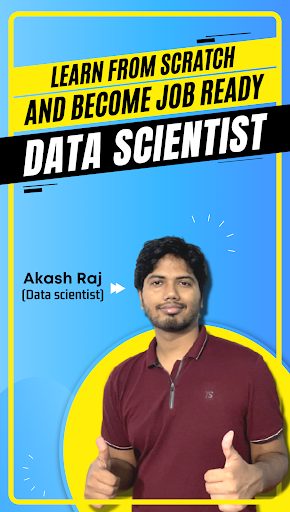 LEARN FROM SCRATCH
AND BECOME JOB READY
DATA SCIENTIST
Akash Raj
[Data scientist]